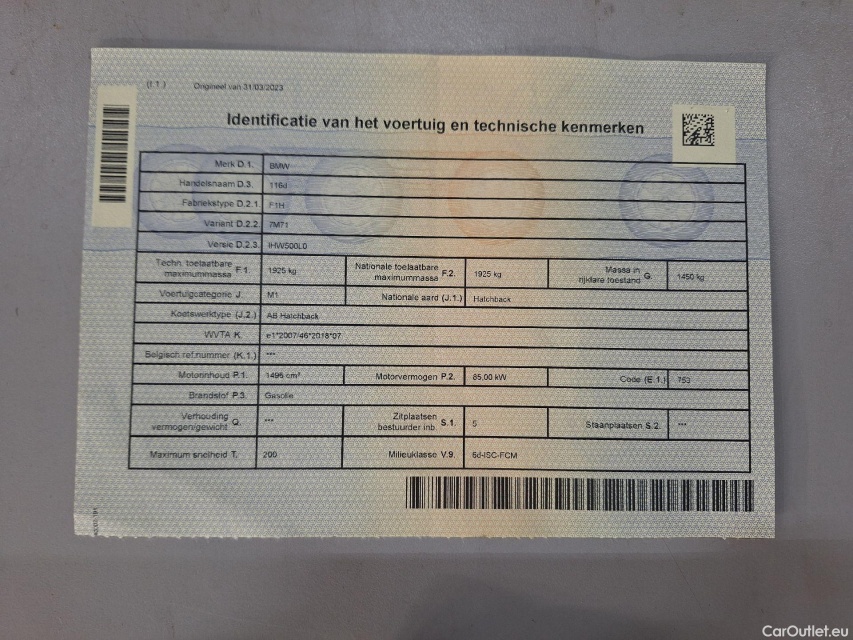 (I.1.) Origineel van 31/03/2023
Identificatie van het voertuig en technische kenmerken
Merk D.1. BMW
Handelsnaam D.3. 116d
Fabriekstype D.2.1 F1H
Variant D.2.2 7M71
Versie D.2.3. IHW500L0
Techn. toelaatbare maximummassa F.1. 1925 kg Nationale toelaatbare maximummassa F.2. 1925 kg Massa in rijklare toestand G. 1450 kg
Voertuigcategorie J. M1 Nationale aard (J.1.) Hatchback
Koetswerktype (J.2.) AB Hatchback
WVTA K. e1*2007/46*2018*07
Belgisch ref.nummer (K.1.) ***
Motorinhoud P.1. 1496 cm³ Motorvermogen P.2. 85,00 kW Code (E.1.) 753
Brandstof P.3. Gasolie
Verhouding vermogen/gewicht Q. *** Zitplaatsen bestuurder inb. S.1. 5 Staanplaatsen S.2. ***
Maximum snelheid T. 200 Milieuklasse V.9. 6d-ISC-FCM
CarOutlet.eu